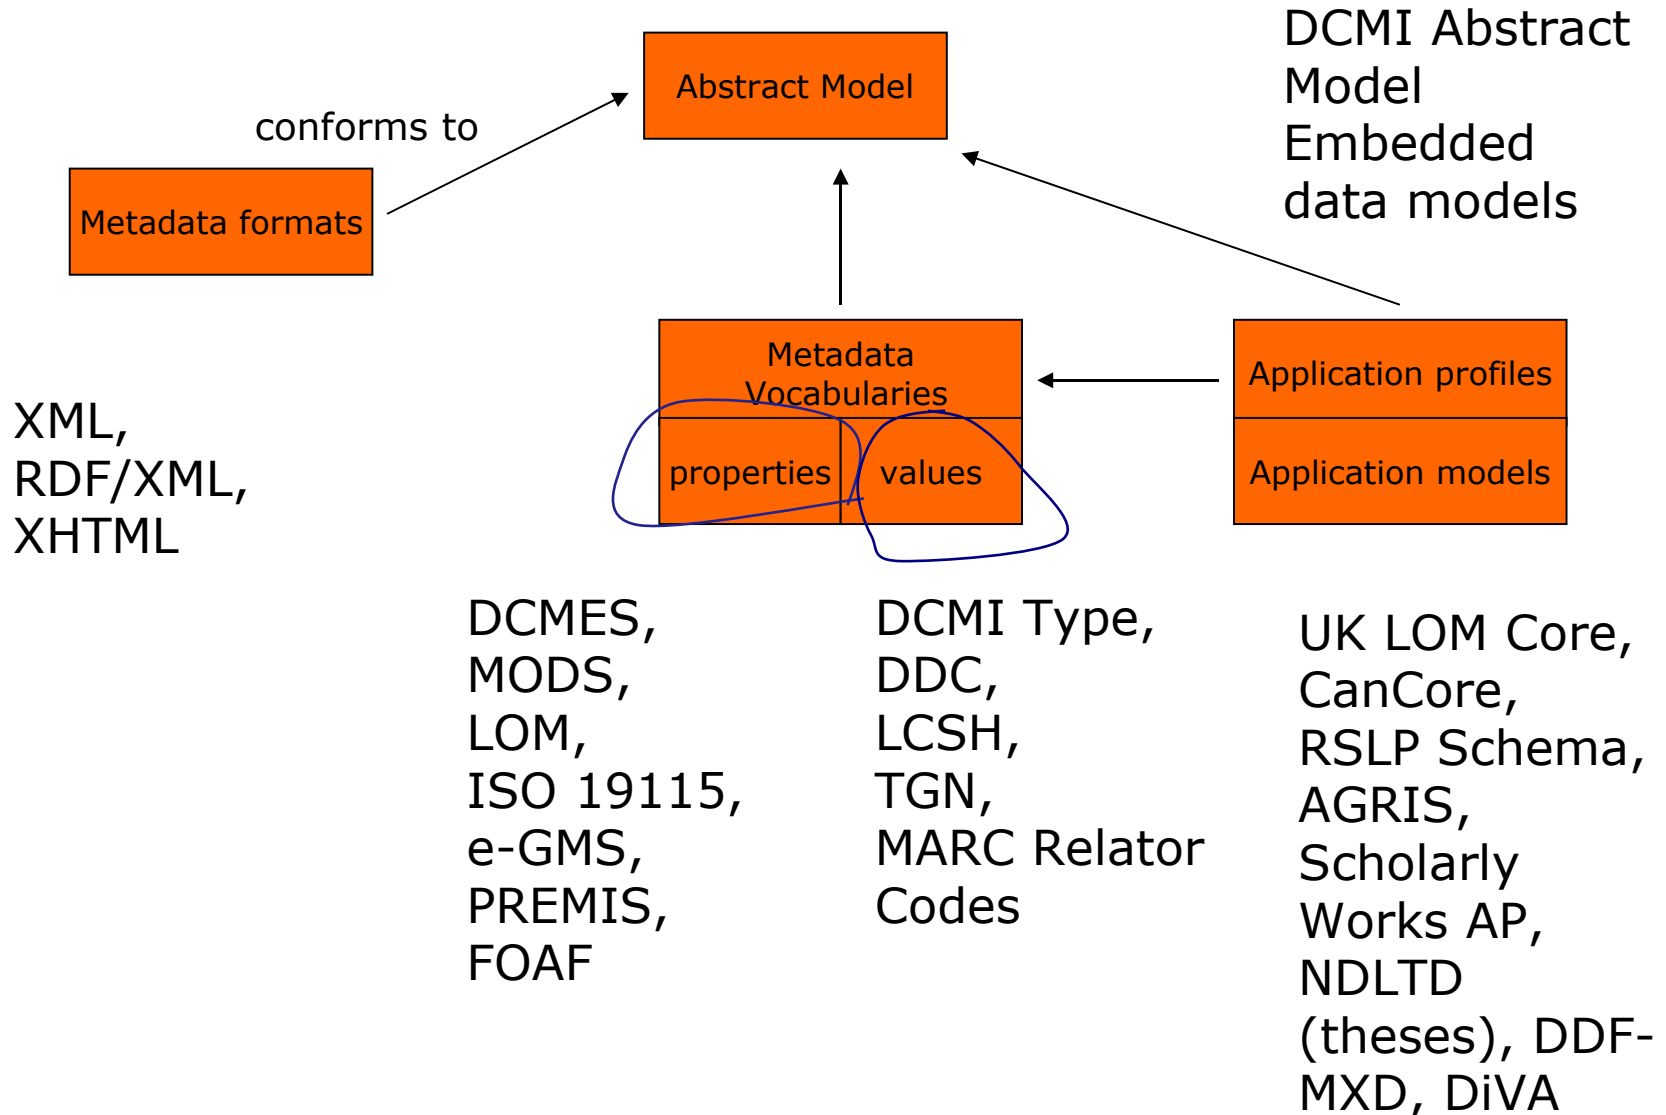 DCMI Abstract
Model
Embedded
data models
Abstract Model
conforms to
Metadata formats
Metadata
Vocabularies
properties
values
Application profiles
Application models
XML,
RDF/XML,
XHTML
DCMES,
MODS,
LOM,
ISO 19115,
e-GMS,
PREMIS,
FOAF
DCMI Type,
DDC,
LCSH,
TGN,
MARC Relator
Codes
UK LOM Core,
CanCore,
RSLP Schema,
AGRIS,
Scholarly
Works AP,
NDLTD
(theses), DDF-
MXD, DiVA